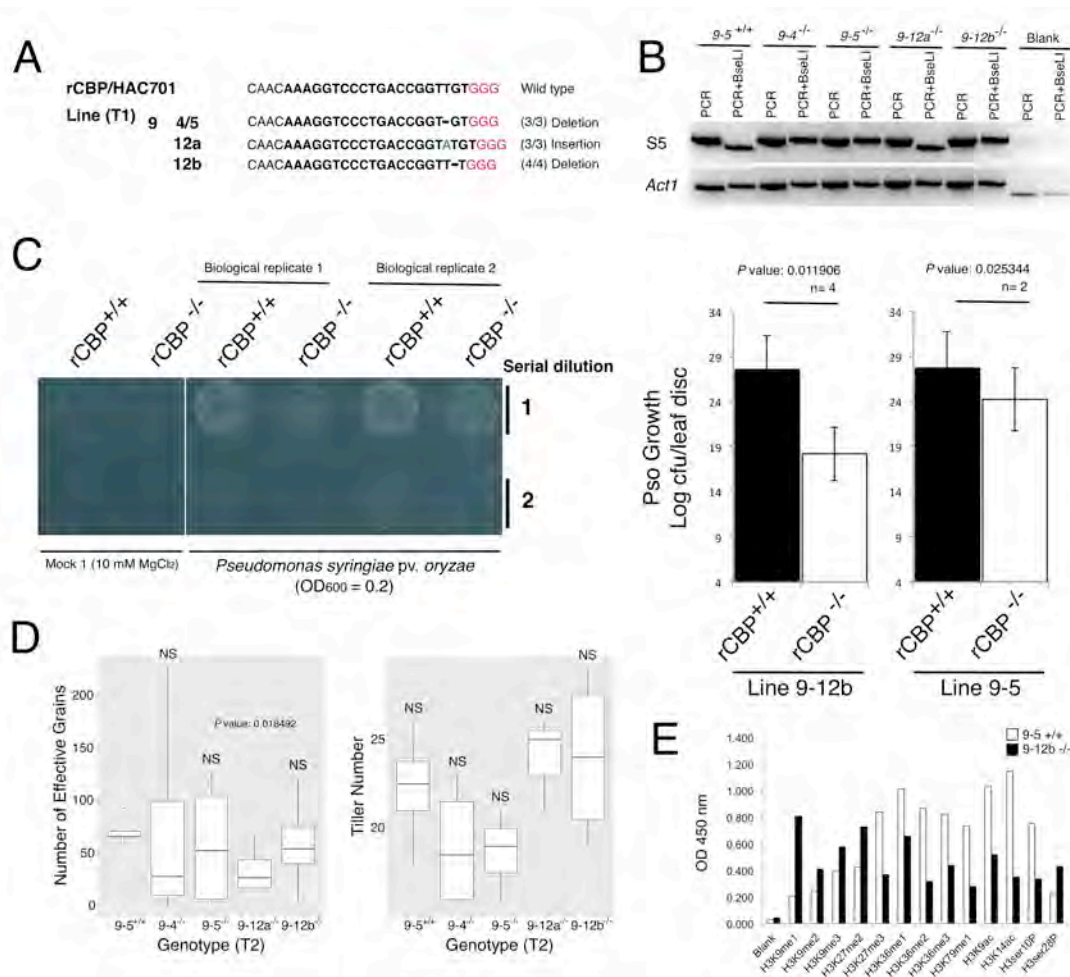 A
rCBP/HAC701 CAACAAAGGTCCCTGACCGGTTGTGGG Wild type
Line (T1)
9 4/5 CAACAAAGGTCCCTGACCGGT-GTGGG (3/3) Deletion
12a CAACAAAGGTCCCTGACCGGTATGTGGG (3/3) Insertion
12b CAACAAAGGTCCCTGACCGGTT-TGGG (4/4) Deletion
B
9-5 +/+ 9-4 -/- 9-5 -/- 9-12a -/- 9-12b -/- Blank
PCR PCR+BseLI PCR PCR+BseLI PCR PCR+BseLI PCR PCR+BseLI PCR PCR+BseLI PCR PCR+BseLI
S5
Act1
C
Biological replicate 1 Biological replicate 2
rCBP+/+ rCBP -/- rCBP+/+ rCBP -/- rCBP+/+ rCBP -/-
Serial dilution
1
2
Mock 1 (10 mM MgCl2) Pseudomonas syringiae pv. oryzae
(OD600 = 0.2)
P value: 0.011906
n= 4
P value: 0.025344
n= 2
Pso Growth
Log cfu/leaf disc
34
29
24
19
14
9
4
34
29
24
19
14
9
4
rCBP+/+ rCBP -/- rCBP+/+ rCBP -/-
Line 9-12b Line 9-5
D
Number of Effective Grains
200
150
100
50
0
NS
P value: 0.018492
NS
NS
9-5+/+ 9-4-/- 9-5-/- 9-12a-/- 9-12b-/-
Genotype (T2)
Tiller Number
25
20
NS
NS
NS
NS
NS
9-5+/+ 9-4-/- 9-5-/- 9-12a-/- 9-12b-/-
Genotype (T2)
E
9-5 +/+
9-12b -/-
OD 450 nm
1.400
1.200
1.000
0.800
0.600
0.400
0.200
0.000
Blank H3K9me1 H3K9me2 H3K9me3 H3K27me2 H3K27me3 H3K36me1 H3K36me2 H3K36me3 H3K79me1 H3K9ac H3K14ac H3ser10P H3ser28P